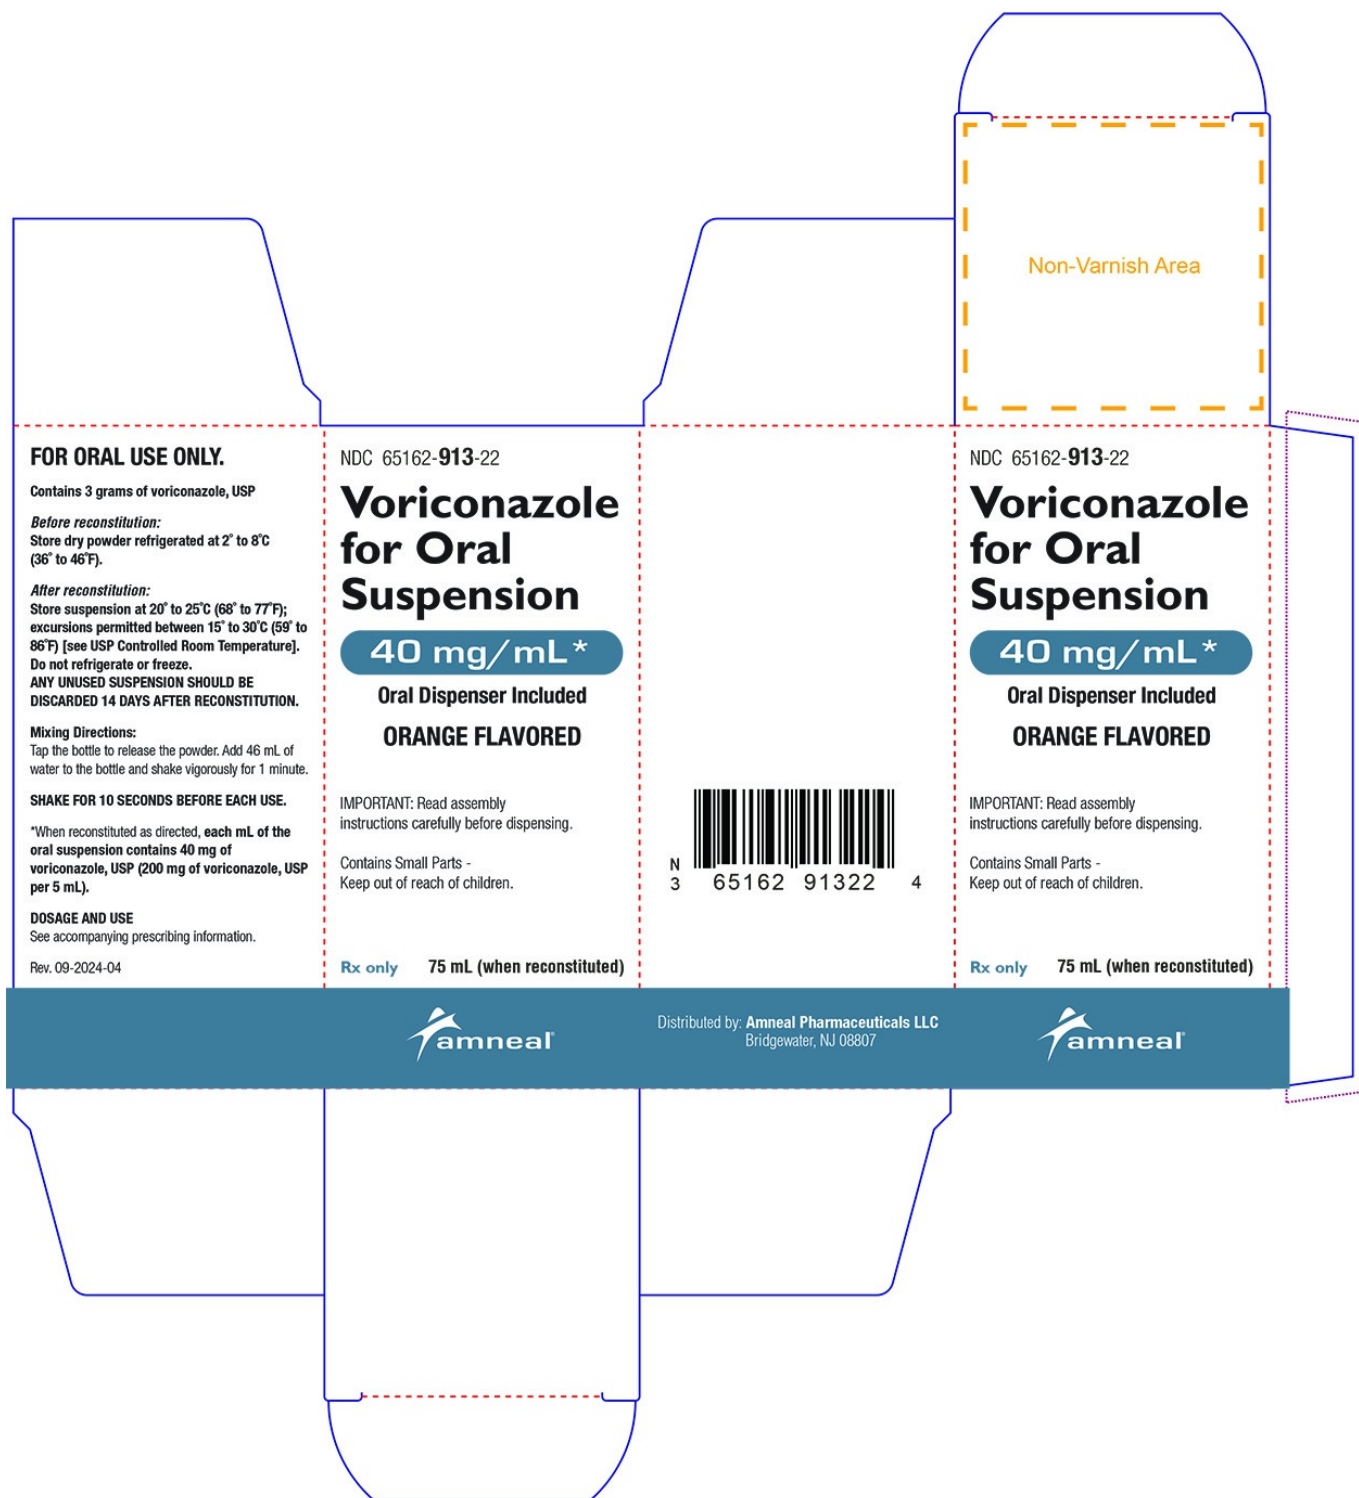 Non-Varnish Area
FOR ORAL USE ONLY.
Contains 3 grams of voriconazole, USP
Before reconstitution:
Store dry powder refrigerated at 2° to 8°C
(36° to 46°F).
After reconstitution:
Store suspension at 20° to 25°C (68° to 77°F);
excursions permitted between 15° to 30°C (59° to
86°F) [see USP Controlled Room Temperature].
Do not refrigerate or freeze.
ANY UNUSED SUSPENSION SHOULD BE
DISCARDED 14 DAYS AFTER RECONSTITUTION.
Mixing Directions:
Tap the bottle to release the powder. Add 46 mL of
water to the bottle and shake vigorously for 1 minute.
SHAKE FOR 10 SECONDS BEFORE EACH USE.
*When reconstituted as directed, each mL of the
oral suspension contains 40 mg of
voriconazole, USP (200 mg of voriconazole, USP
per 5 mL).
DOSAGE AND USE
See accompanying prescribing information.
Rev. 09-2024-04
NDC 65162-913-22
Voriconazole
for Oral
Suspension
40 mg/mL*
Oral Dispenser Included
ORANGE FLAVORED
IMPORTANT: Read assembly
instructions carefully before dispensing.
Contains Small Parts -
Keep out of reach of children.
Rx only 75 mL (when reconstituted)
amneal®
N
3 65162 91322 4
Distributed by: Amneal Pharmaceuticals LLC
Bridgewater, NJ 08807
NDC 65162-913-22
Voriconazole
for Oral
Suspension
40 mg/mL*
Oral Dispenser Included
ORANGE FLAVORED
IMPORTANT: Read assembly
instructions carefully before dispensing.
Contains Small Parts -
Keep out of reach of children.
Rx only 75 mL (when reconstituted)
amneal®